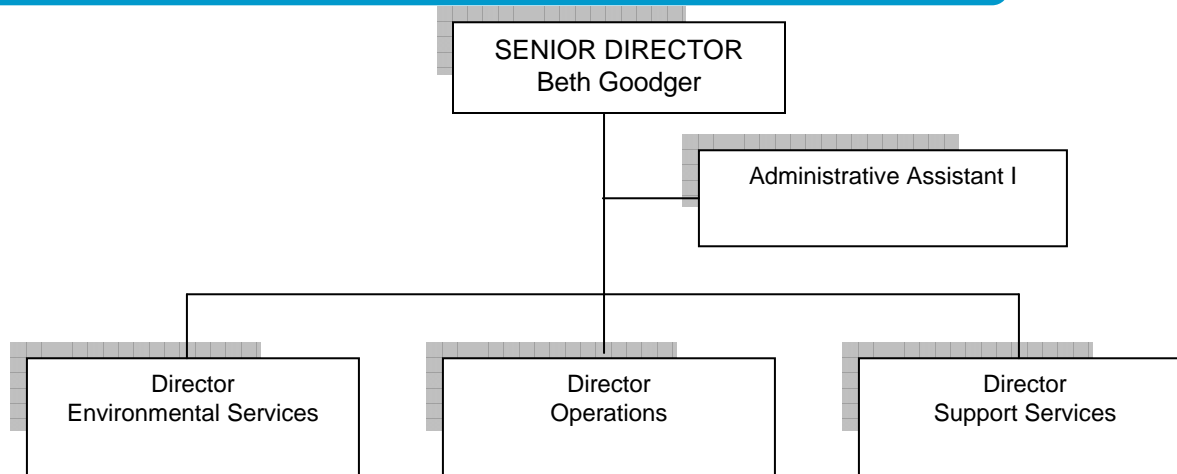 SENIOR DIRECTOR
Beth Goodger
Administrative Assistant I
Director
Environmental Services
Director
Operations
Director
Support Services